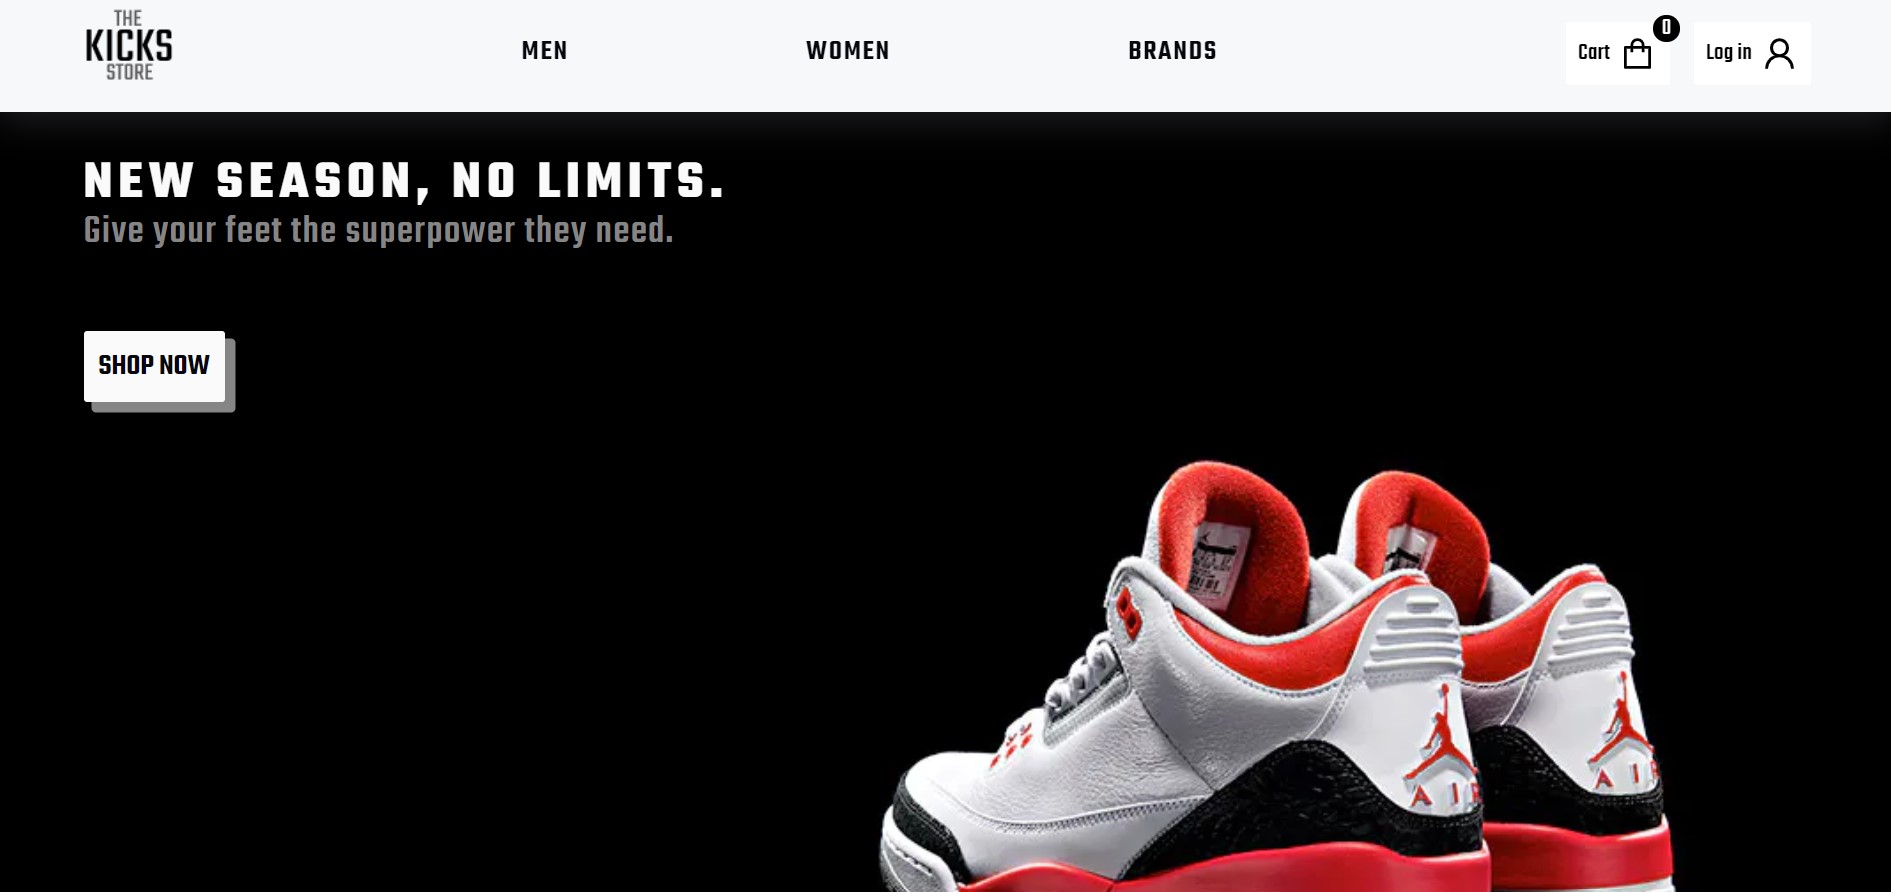 THE
KICKS
STORE
MEN
WOMEN
BRANDS
Cart
0
Log in
NEW SEASON, NO LIMITS.
Give your feet the superpower they need.
SHOP NOW
AIR
AIR